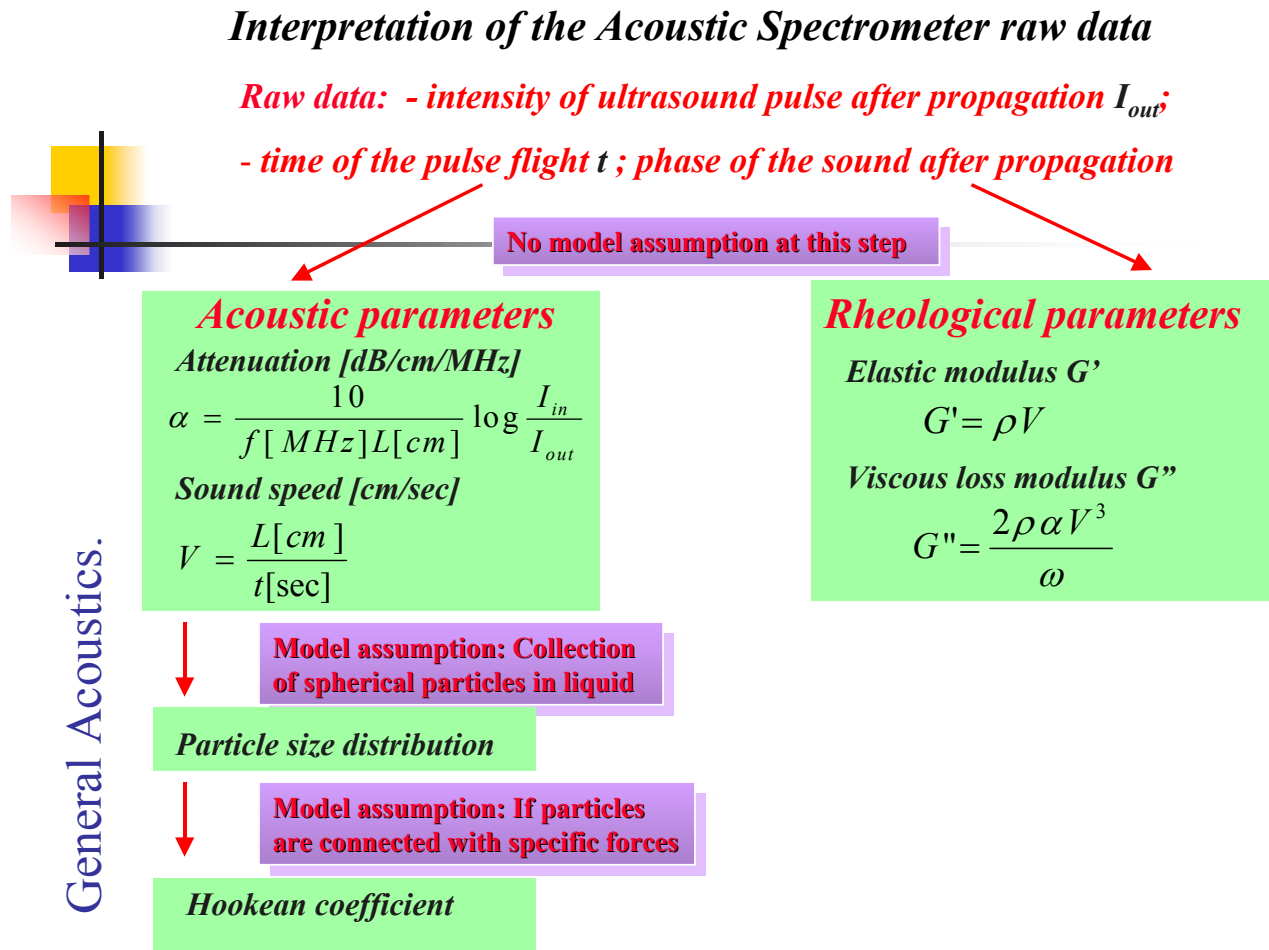 Interpretation of the Acoustic Spectrometer raw data
Raw data: - intensity of ultrasound pulse after propagation I_out;
- time of the pulse flight t ; phase of the sound after propagation
No model assumption at this step
Acoustic parameters
Attenuation [dB/cm/MHz]
α = 10 / (f[MHz]L[cm]) log I_in / I_out
Sound speed [cm/sec]
V = L[cm] / t[sec]
Rheological parameters
Elastic modulus G’
G'= ρV
Viscous loss modulus G”
G"= 2ραV³ / ω
Model assumption: Collection
of spherical particles in liquid
Particle size distribution
Model assumption: If particles
are connected with specific forces
Hookean coefficient
General Acoustics.